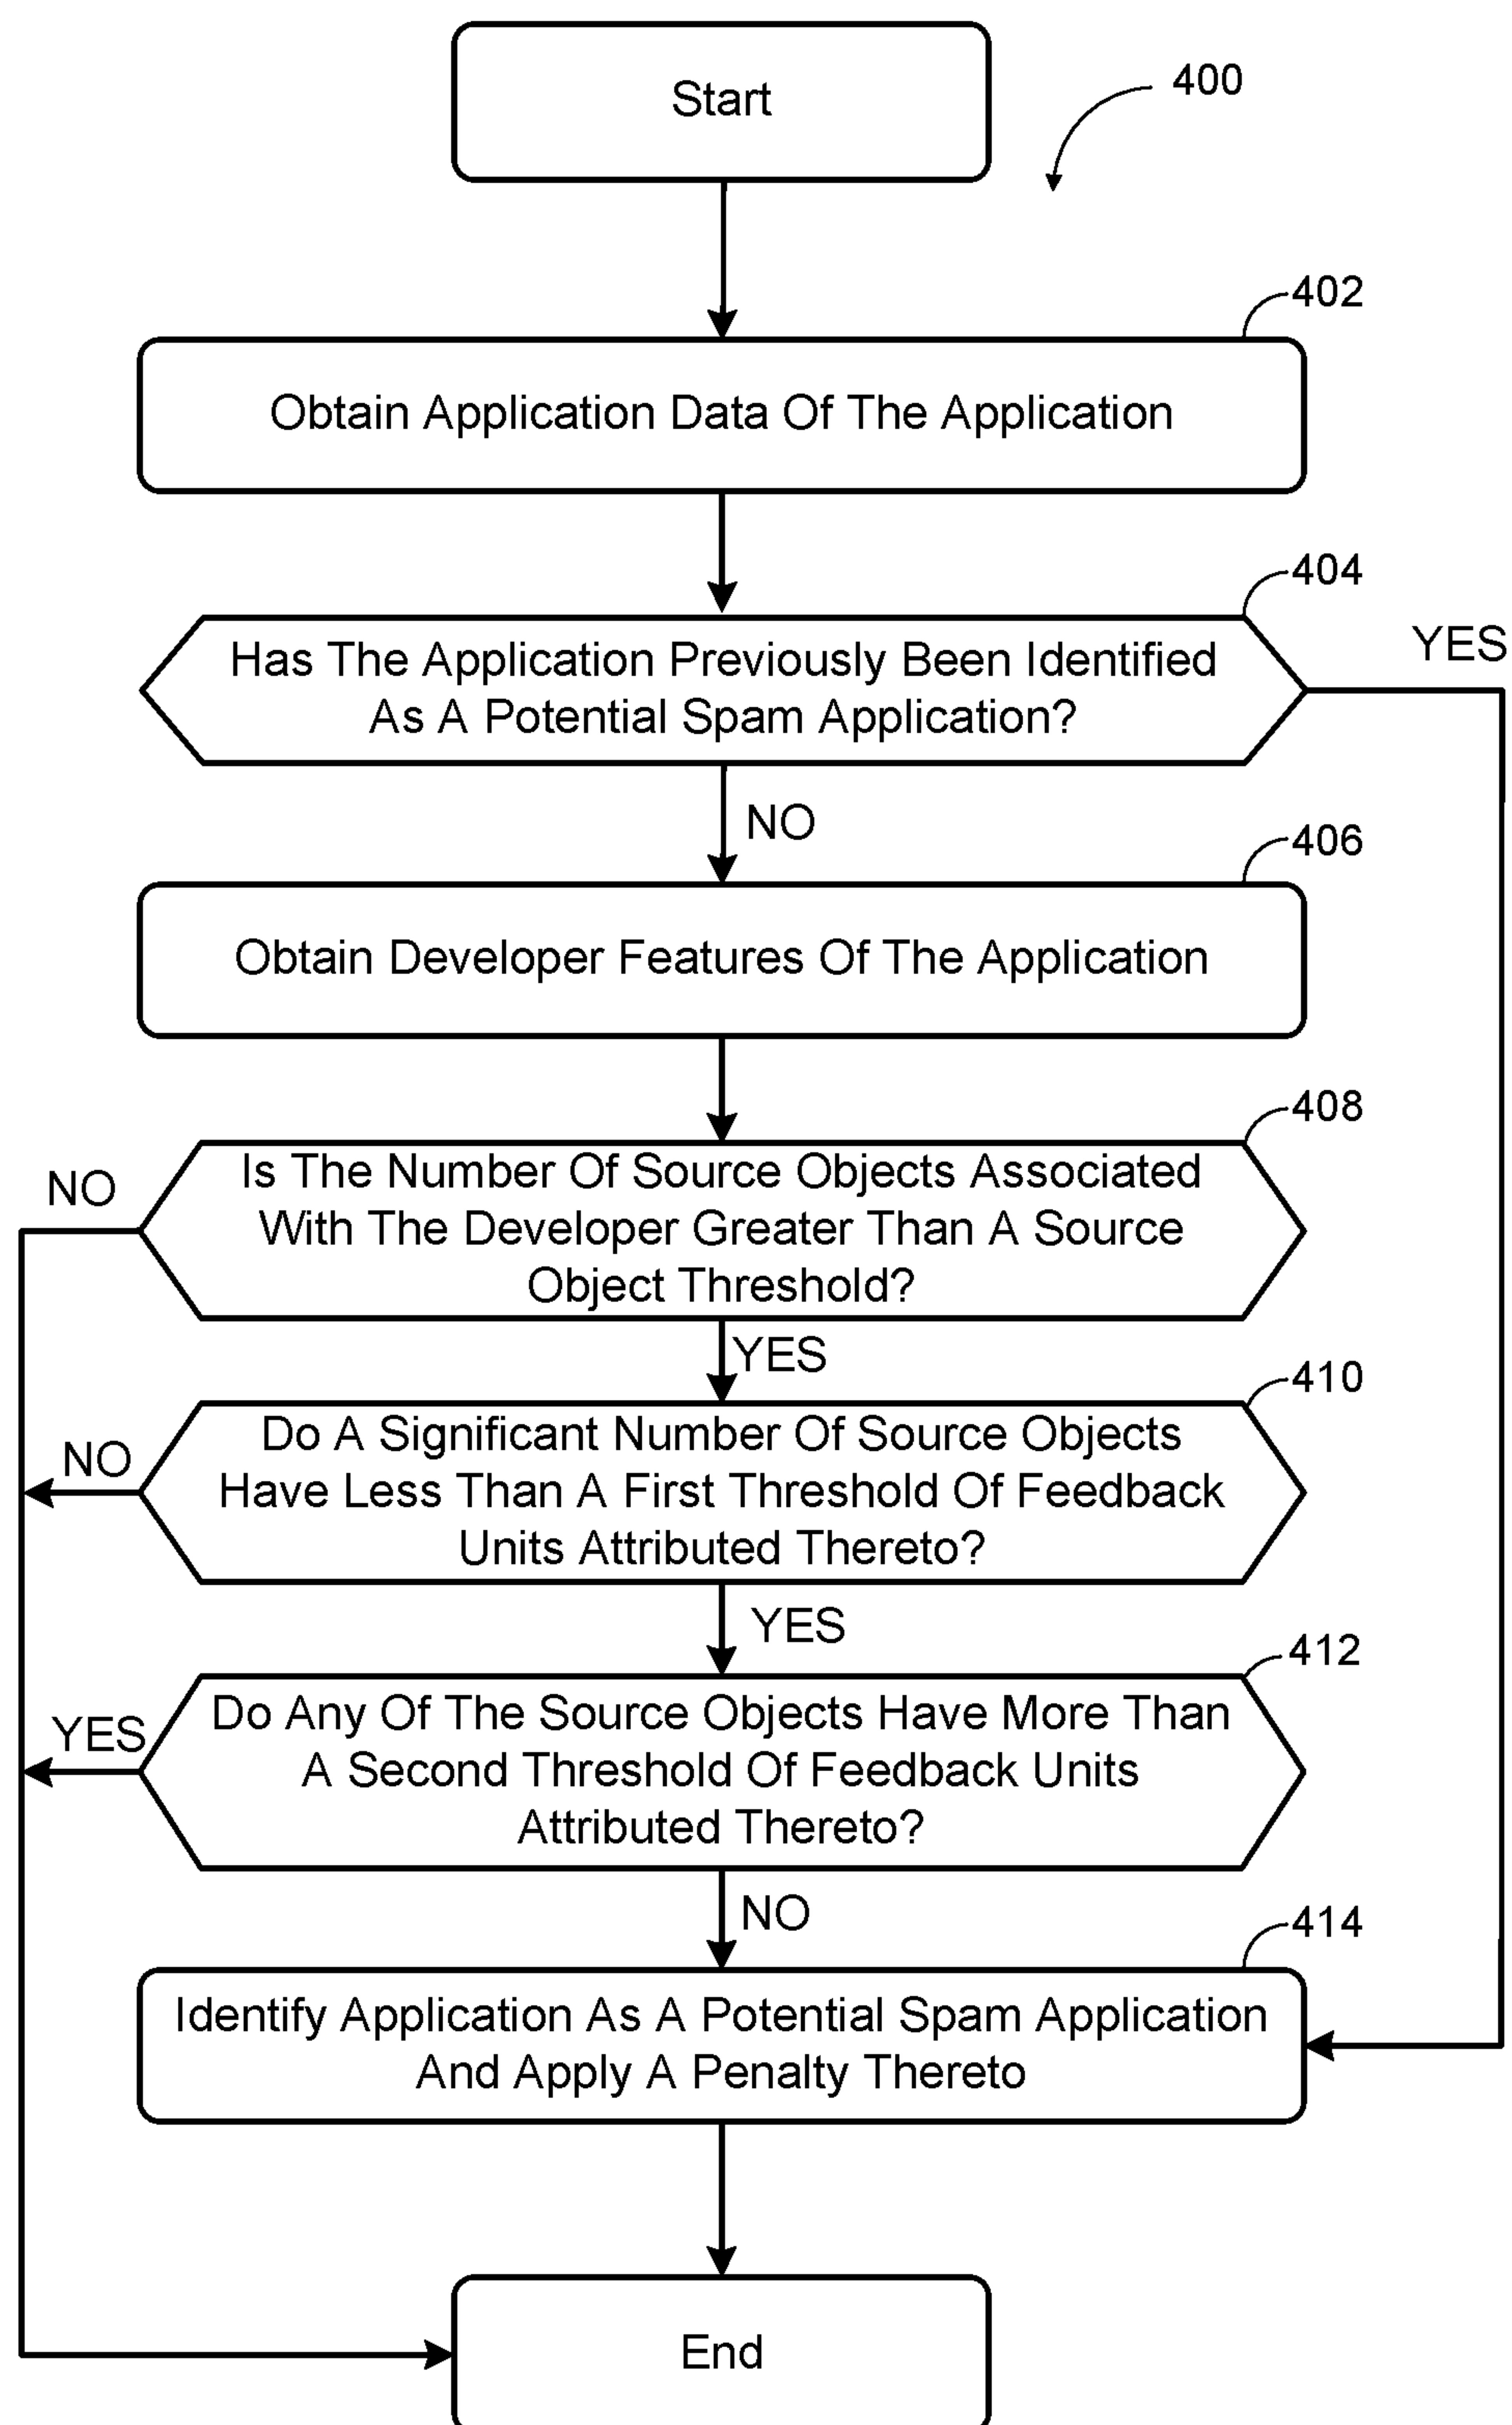 Start
400
402
Obtain Application Data Of The Application
404
Has The Application Previously Been Identified
As A Potential Spam Application?
YES
NO
406
Obtain Developer Features Of The Application
408
Is The Number Of Source Objects Associated
With The Developer Greater Than A Source
Object Threshold?
NO
YES
410
Do A Significant Number Of Source Objects
Have Less Than A First Threshold Of Feedback
Units Attributed Thereto?
NO
YES
412
Do Any Of The Source Objects Have More Than
A Second Threshold Of Feedback Units
Attributed Thereto?
YES
NO
414
Identify Application As A Potential Spam Application
And Apply A Penalty Thereto
End